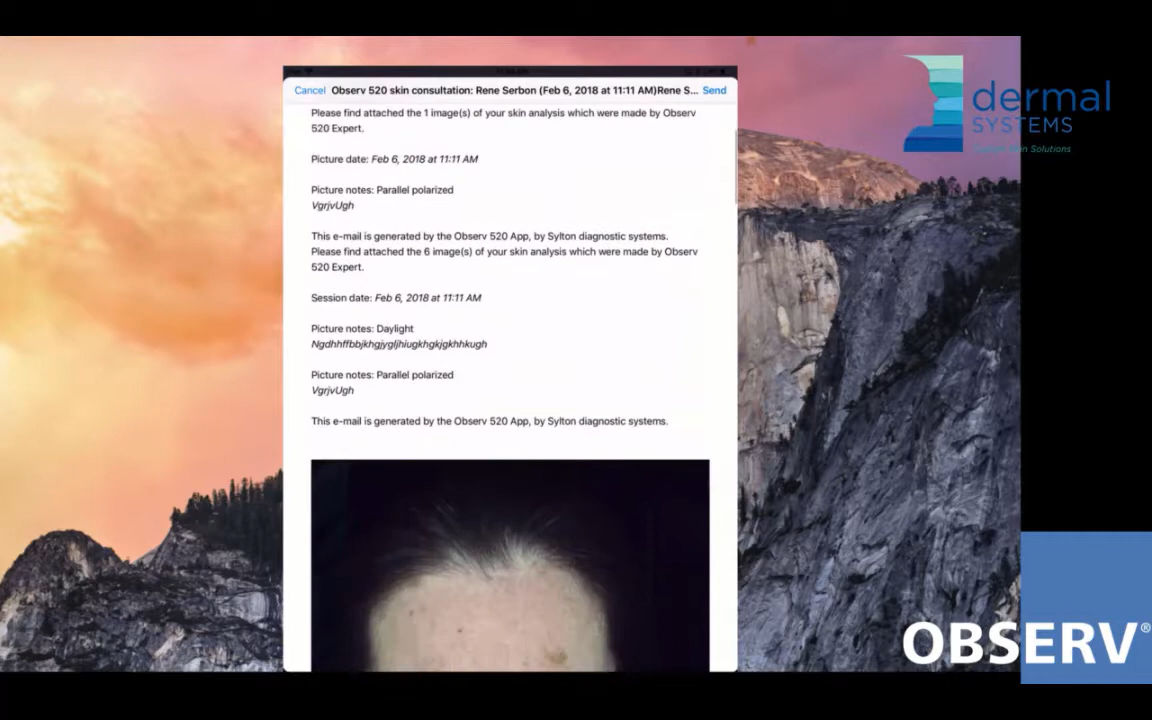 Cancel Observ 520 skin consultation: Rene Serbon (Feb 6, 2018 at 11:11 AM)Rene S... Send
Please find attached the 1 image(s) of your skin analysis which were made by Observ
520 Expert.
Picture date: Feb 6, 2018 at 11:11 AM
Picture notes: Parallel polarized
VgrjvUgh
This e-mail is generated by the Observ 520 App, by Sylton diagnostic systems.
Please find attached the 6 image(s) of your skin analysis which were made by Observ
520 Expert.
Session date: Feb 6, 2018 at 11:11 AM
Picture notes: Daylight
Ngdhhffbbjkhgjygljhiugkhgkjgkhhkugh
Picture notes: Parallel polarized
VgrjvUgh
This e-mail is generated by the Observ 520 App, by Sylton diagnostic systems.
dermal
SYSTEMS
Solutions
OBSERV®